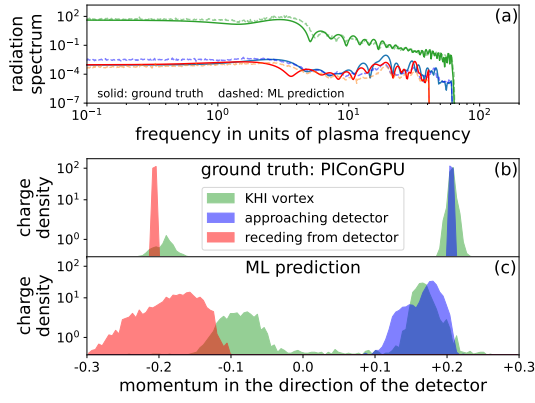 (a)
radiation
spectrum
10²
10⁻¹
10⁻⁴
10⁻⁷
solid: ground truth dashed: ML prediction
10⁻¹ 10⁰ 10¹ 10²
frequency in units of plasma frequency
ground truth: PIConGPU (b)
charge
density
10²
10¹
10⁰
KHI vortex
approaching detector
receding from detector
ML prediction (c)
charge
density
10²
10¹
10⁰
-0.3 -0.2 -0.1 0.0 +0.1 +0.2 +0.3
momentum in the direction of the detector